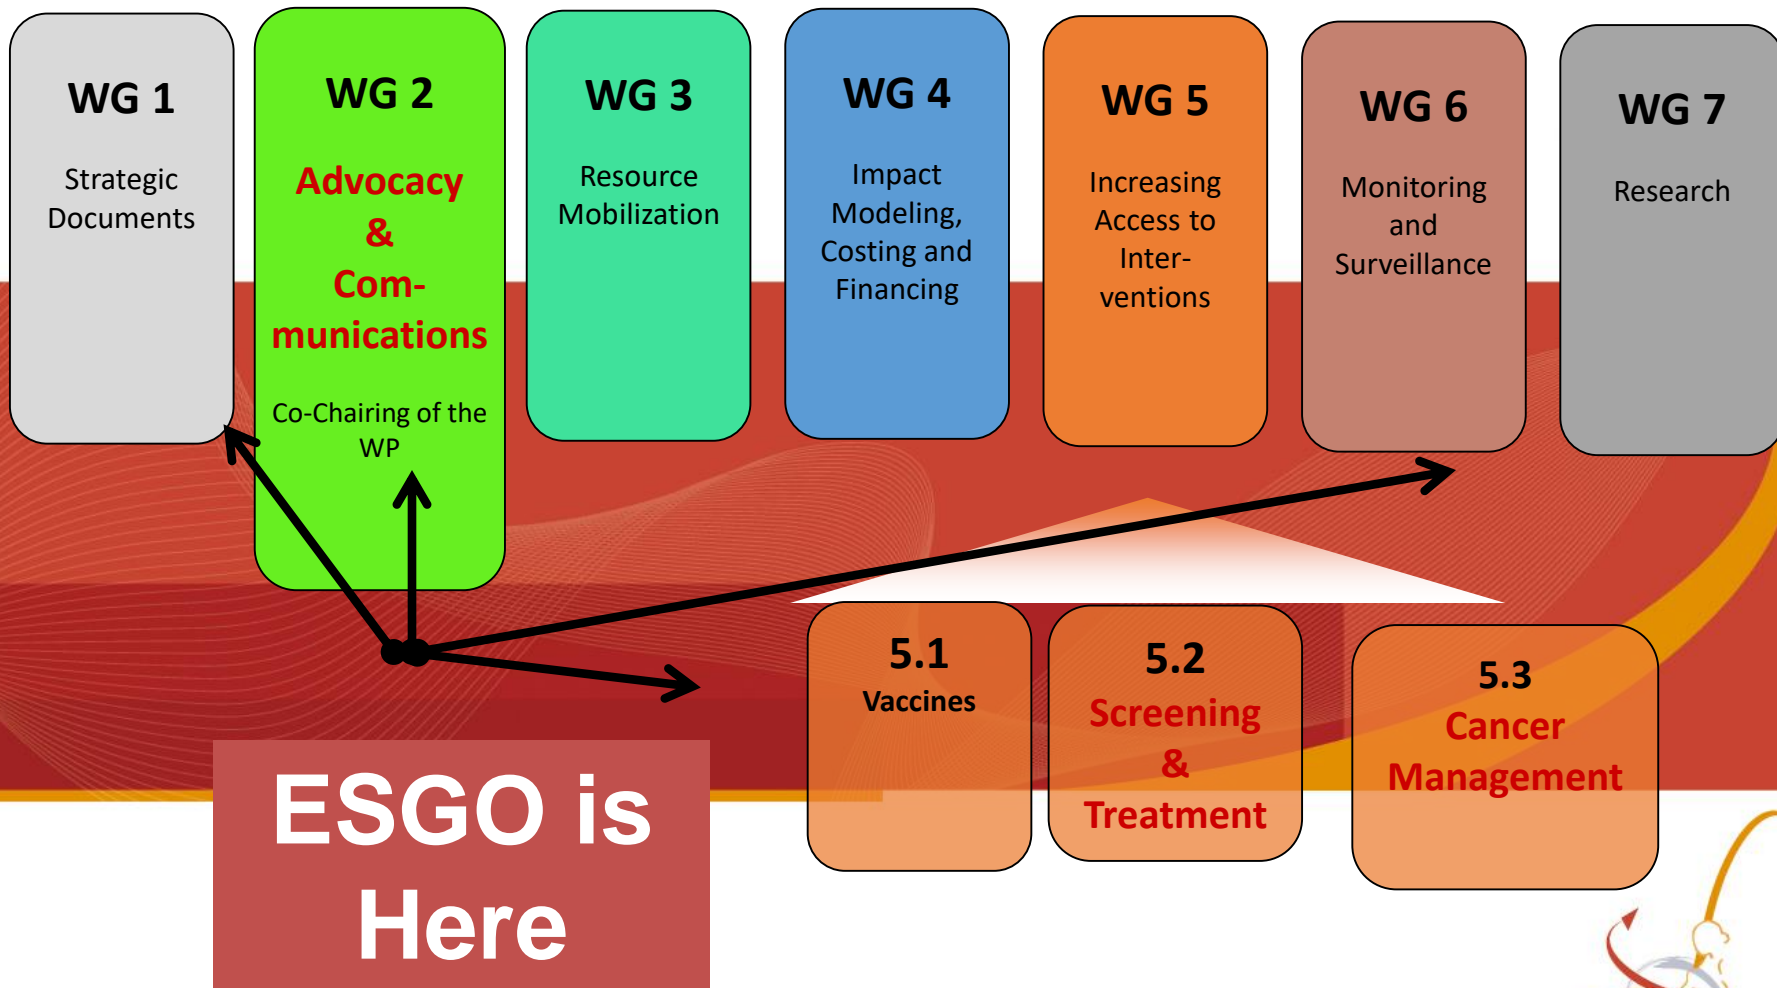 WG 1
Strategic
Documents
WG 2
Advocacy
&
Com-
munications
Co-Chairing of the
WP
WG 3
Resource
Mobilization
WG 4
Impact
Modeling,
Costing and
Financing
WG 5
Increasing
Access to
Inter-
ventions
WG 6
Monitoring
and
Surveillance
WG 7
Research
5.1
Vaccines
5.2
Screening
&
Treatment
5.3
Cancer
Management
ESGO is
Here